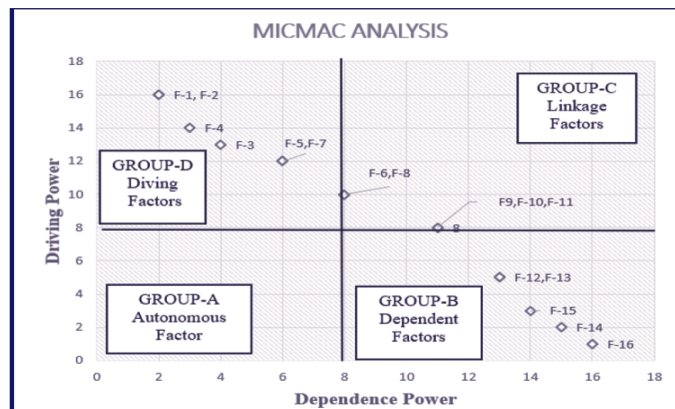 MICMAC ANALYSIS
18
16
14
12
10
8
6
4
2
0
Driving Power
F-1, F-2
F-4
F-3
F-5,F-7
F-6,F-8
F9,F-10,F-11
8
F-12,F-13
F-15
F-14
F-16
GROUP-C
Linkage
Factors
GROUP-D
Diving
Factors
GROUP-A
Autonomous
Factor
GROUP-B
Dependent
Factors
0 2 4 6 8 10 12 14 16 18
Dependence Power